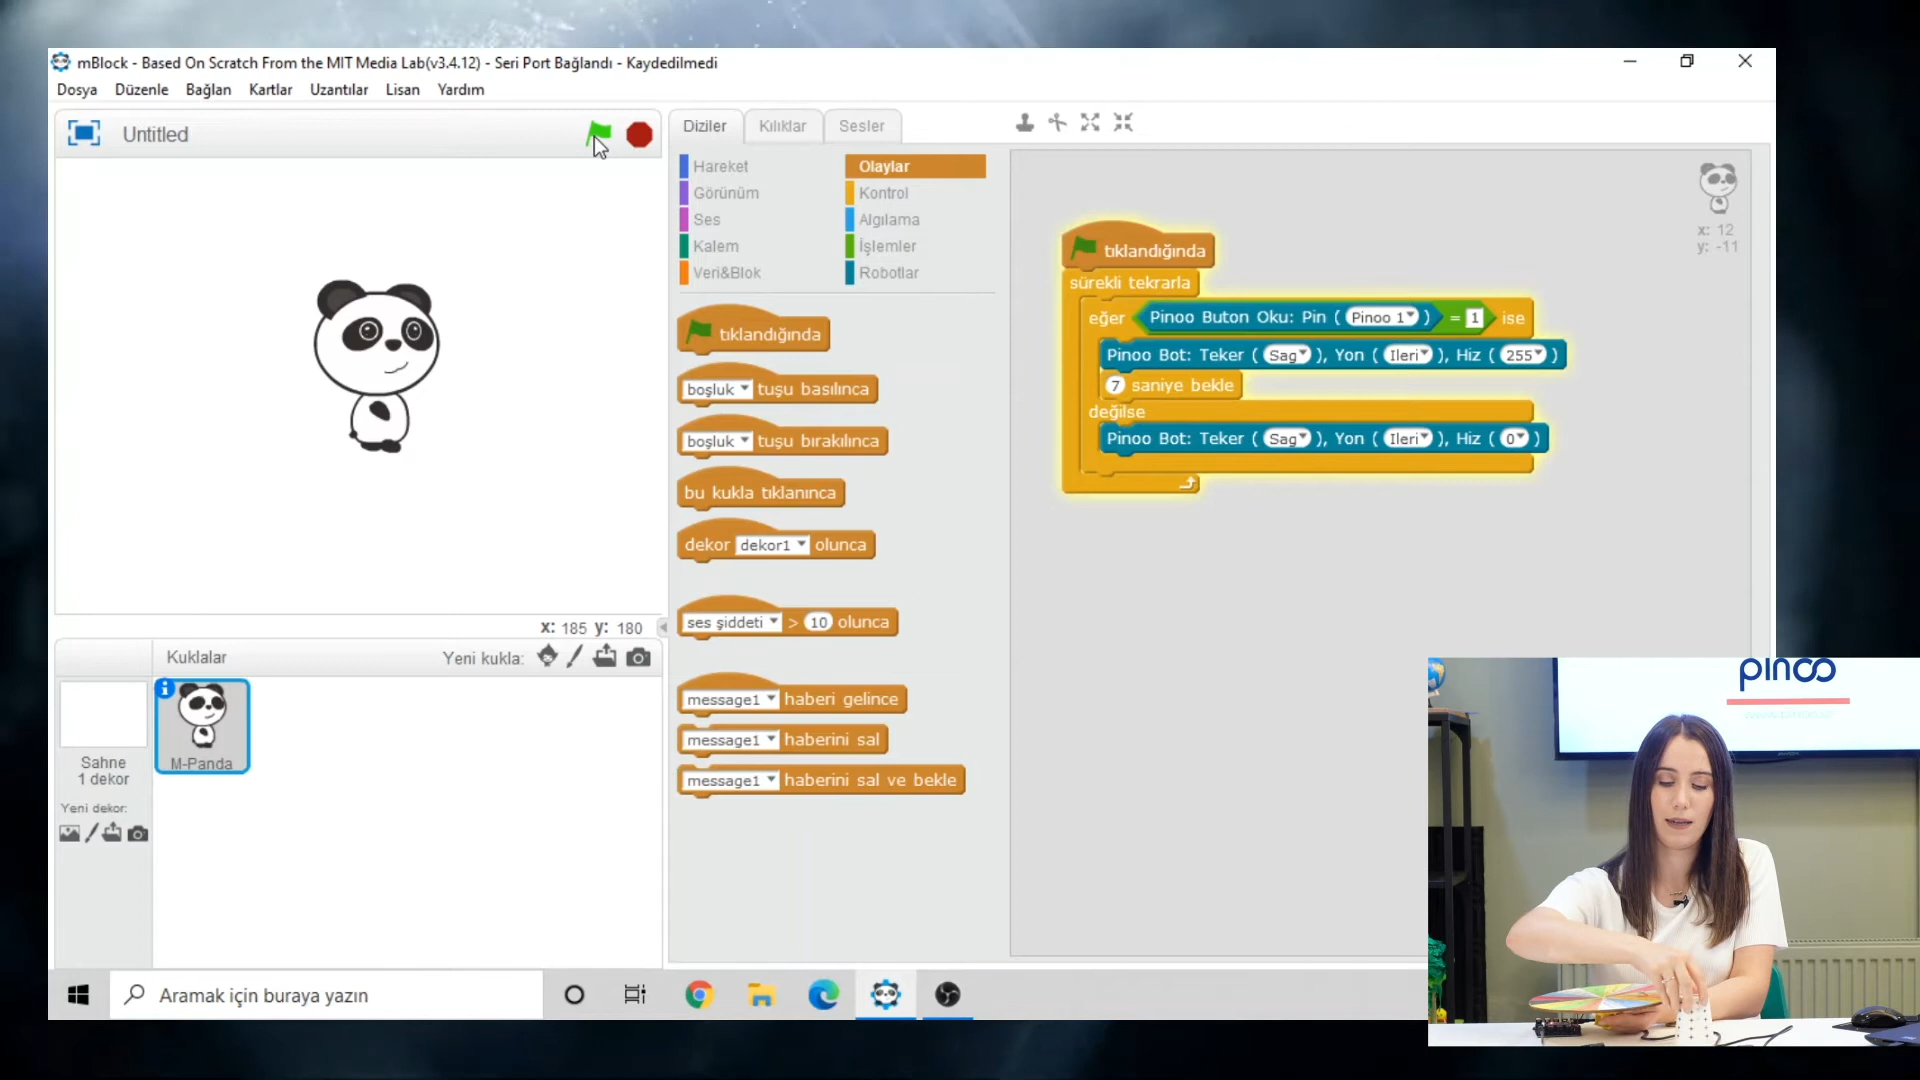 mBlock - Based On Scratch From the MIT Media Lab(v3.4.12) - Seri Port Bağlandı - Kaydedilmedi
Dosya Düzenle Bağlan Kartlar Uzantılar Lisan Yardım
Untitled
Diziler Kılıklar Sesler
Hareket Olaylar
Görünüm Kontrol
Ses Algılama
Kalem İşlemler
Veri&Blok Robotlar
tıklandığında
boşluk tuşu basılınca
boşluk tuşu bırakılınca
bu kukla tıklanınca
dekor dekor1 olunca
ses şiddeti > 10 olunca
message1 haberi gelince
message1 haberini sal
message1 haberini sal ve bekle
x: 12
y: -11
tıklandığında
sürekli tekrarla
eğer Pinoo Buton Oku: Pin ( Pinoo 1 ) = 1 ise
Pinoo Bot: Teker ( Sag ), Yon ( Ileri ), Hiz ( 255 )
7 saniye bekle
değilse
Pinoo Bot: Teker ( Sag ), Yon ( Ileri ), Hiz ( 0 )
x: 185 y: 180
Kuklalar Yeni kukla:
M-Panda
Sahne
1 dekor
Yeni dekor:
Aramak için buraya yazın
pinoo